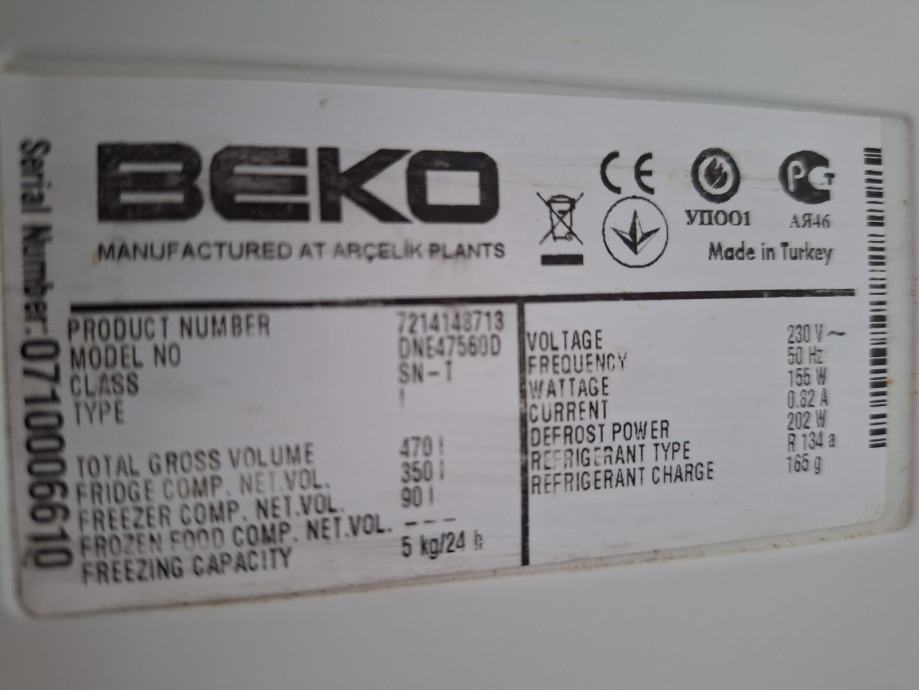 BEKO
MANUFACTURED AT ARÇELİK PLANTS
CE
УП001
АЯ46
Made in Turkey
Serial Number:0710006610
PRODUCT NUMBER 7214148713
MODEL NO DNE47560D
CLASS SN-T
TYPE I
TOTAL GROSS VOLUME 470 l
FRIDGE COMP. NET.VOL. 350 l
FREEZER COMP. NET.VOL. 90 l
FROZEN FOOD COMP. NET.VOL. ---
FREEZING CAPACITY 5 kg/24 h
VOLTAGE 230 V~
FREQUENCY 50 Hz
WATTAGE 155 W
CURRENT 0.82 A
DEFROST POWER 202 W
REFRIGERANT TYPE R 134 a
REFRIGERANT CHARGE 165 g